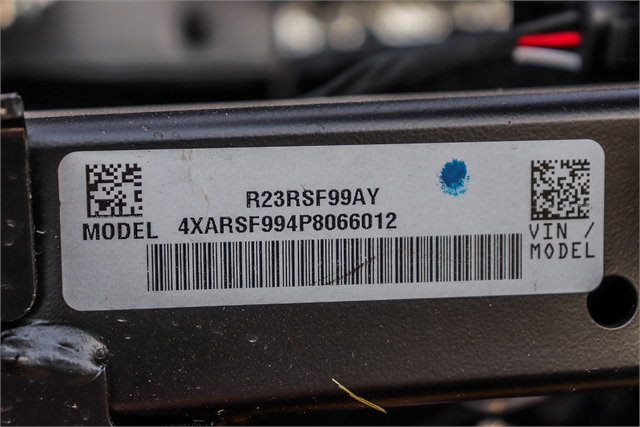 R23RSF99AY
MODEL 4XARSF994P8066012
VIN /
MODEL